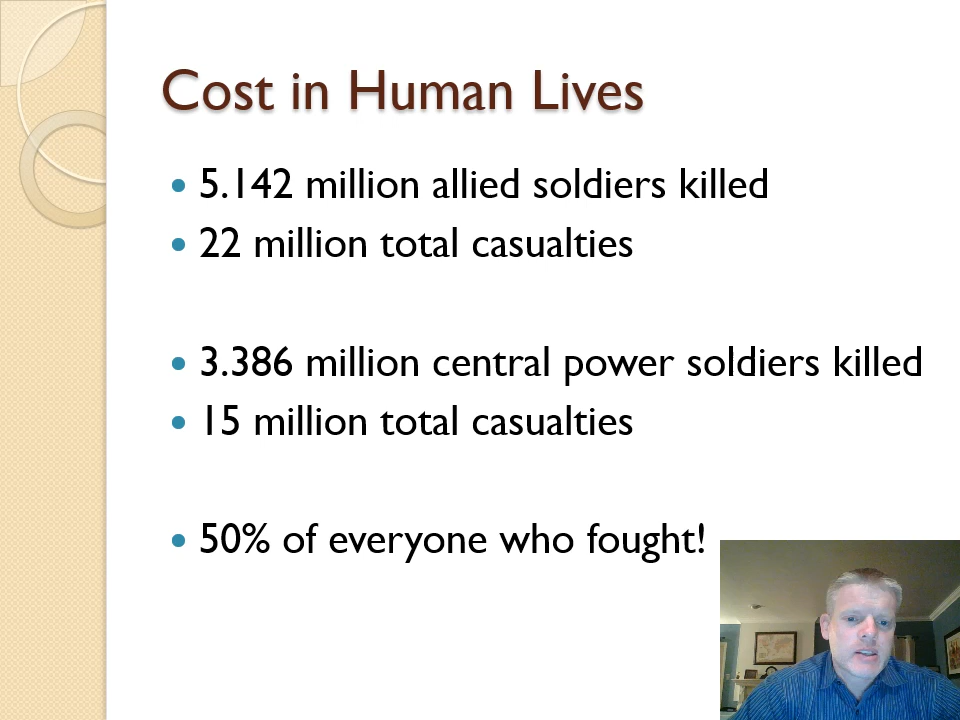 Cost in Human Lives
5.142 million allied soldiers killed
22 million total casualties
3.386 million central power soldiers killed
15 million total casualties
50% of everyone who fought!